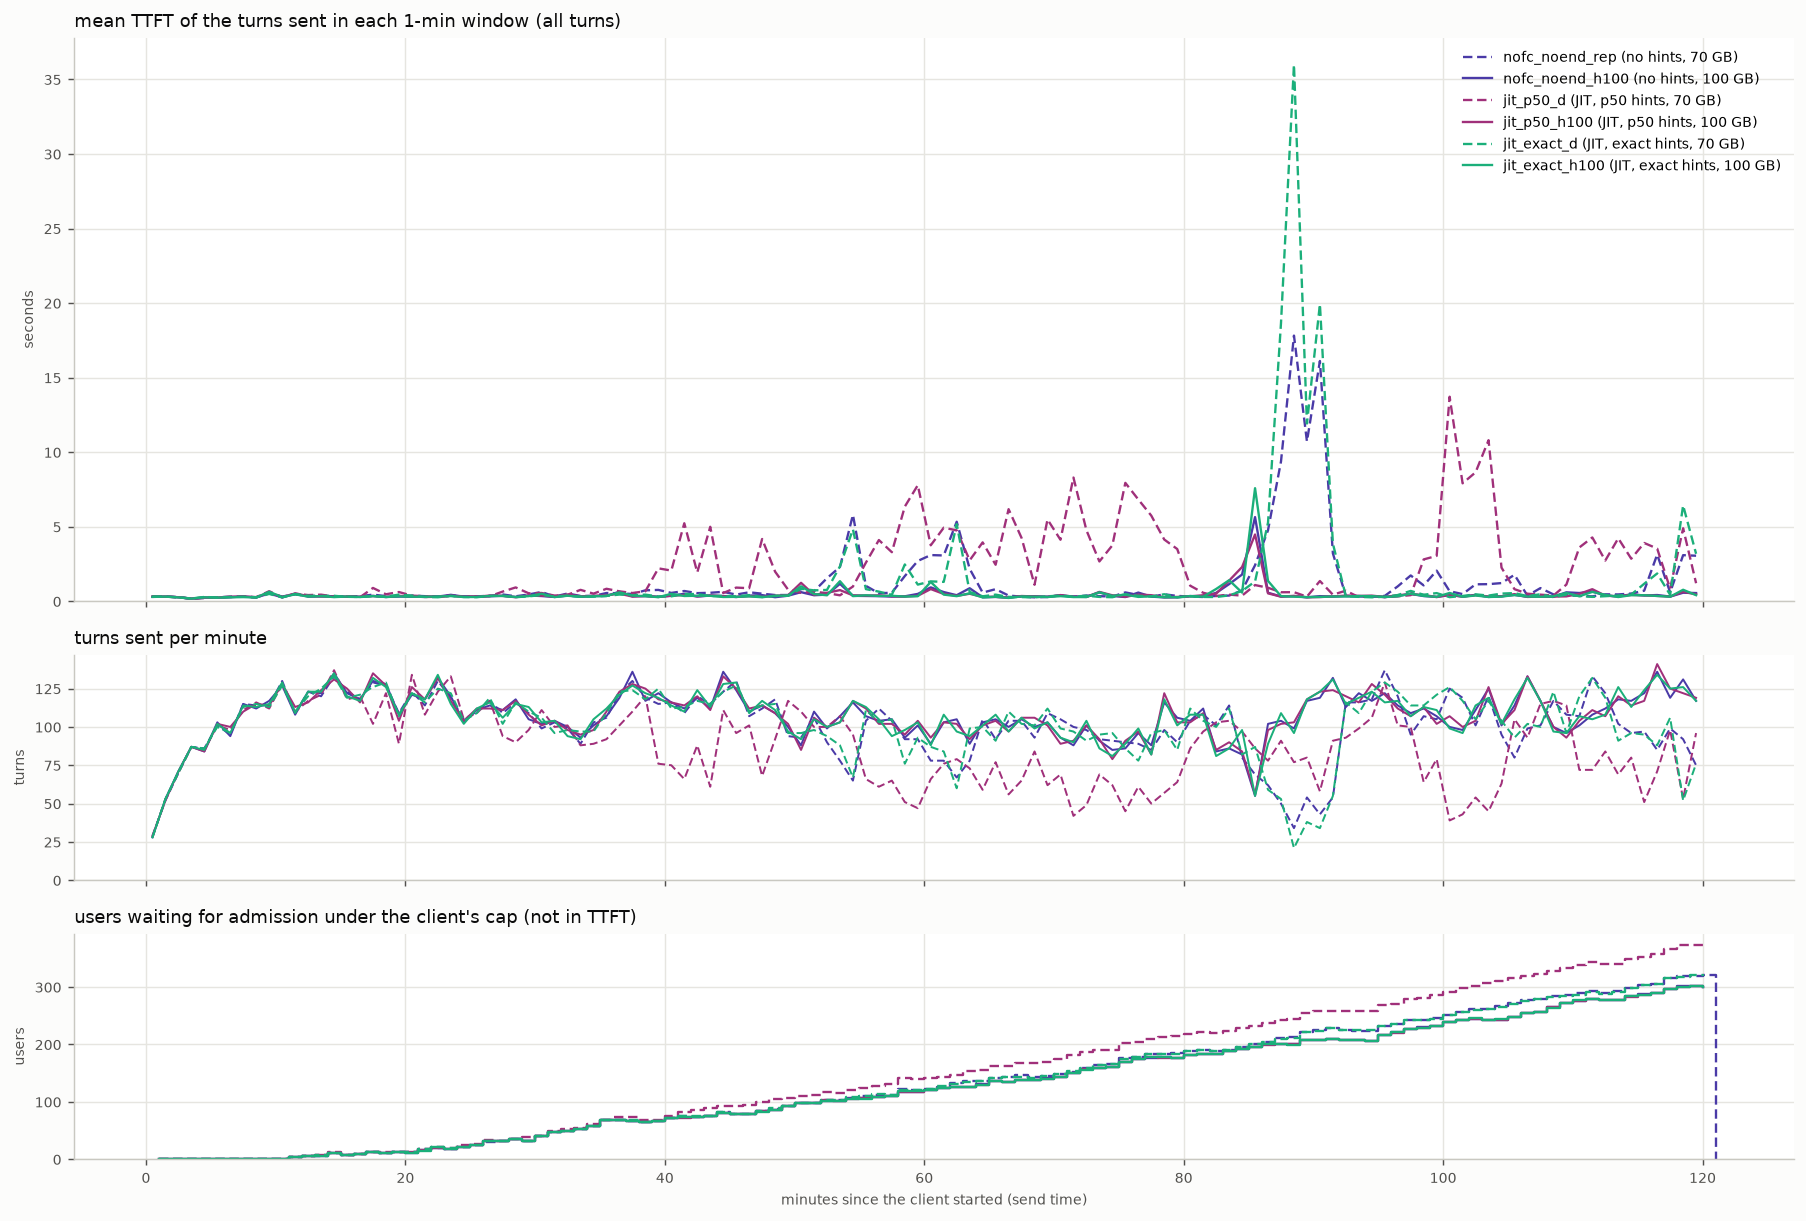 mean TTFT of the turns sent in each 1-min window (all turns)
35
30
25
20
15
10
5
0
seconds
nofc_noend_rep (no hints, 70 GB)
nofc_noend_h100 (no hints, 100 GB)
jit_p50_d (JIT, p50 hints, 70 GB)
jit_p50_h100 (JIT, p50 hints, 100 GB)
jit_exact_d (JIT, exact hints, 70 GB)
jit_exact_h100 (JIT, exact hints, 100 GB)
turns sent per minute
125
100
75
50
25
0
turns
users waiting for admission under the client's cap (not in TTFT)
300
200
100
0
users
0 20 40 60 80 100 120
minutes since the client started (send time)